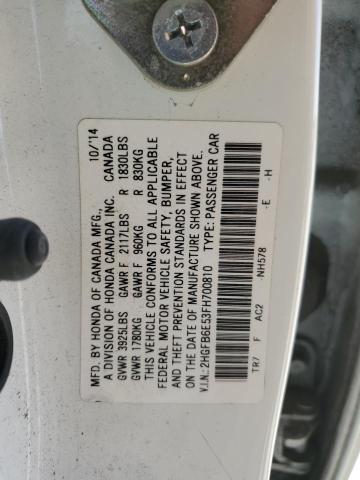 MFD. BY HONDA OF CANADA MFG., 10/'14
A DIVISION OF HONDA CANADA INC. CANADA
GVWR 3925LBS GAWR F 2117LBS R 1830LBS
GVWR 1780KG GAWR F 960KG R 830KG
THIS VEHICLE CONFORMS TO ALL APPLICABLE
FEDERAL MOTOR VEHICLE SAFETY, BUMPER,
AND THEFT PREVENTION STANDARDS IN EFFECT
ON THE DATE OF MANUFACTURE SHOWN ABOVE.
V.I.N.: 2HGFB6E53FH700810 TYPE: PASSENGER CAR
TR7 F AC2 -NH578 -E -H